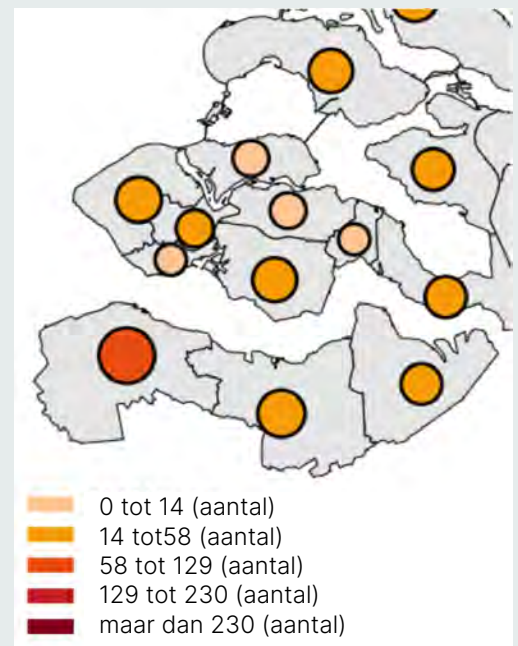 0 tot 14 (aantal)
14 tot58 (aantal)
58 tot 129 (aantal)
129 tot 230 (aantal)
maar dan 230 (aantal)